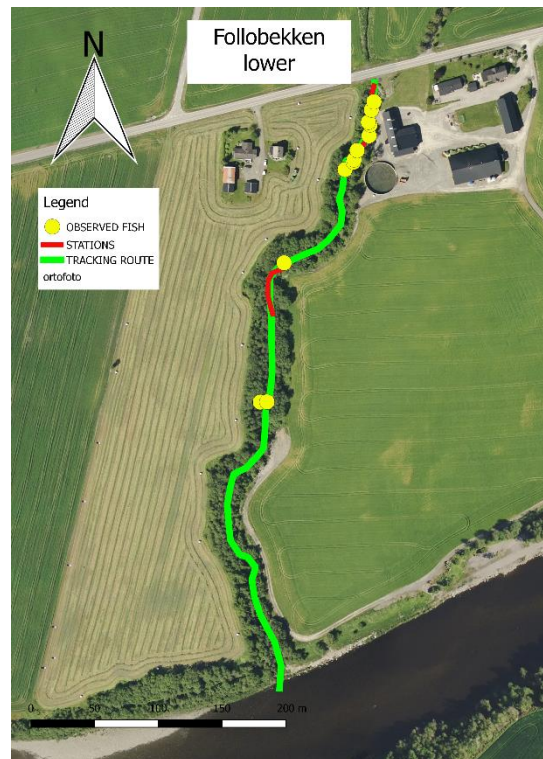 Follobekken
lower
N
Legend
OBSERVED FISH
STATIONS
TRACKING ROUTE
ortofoto
0 50 100 150 200 m